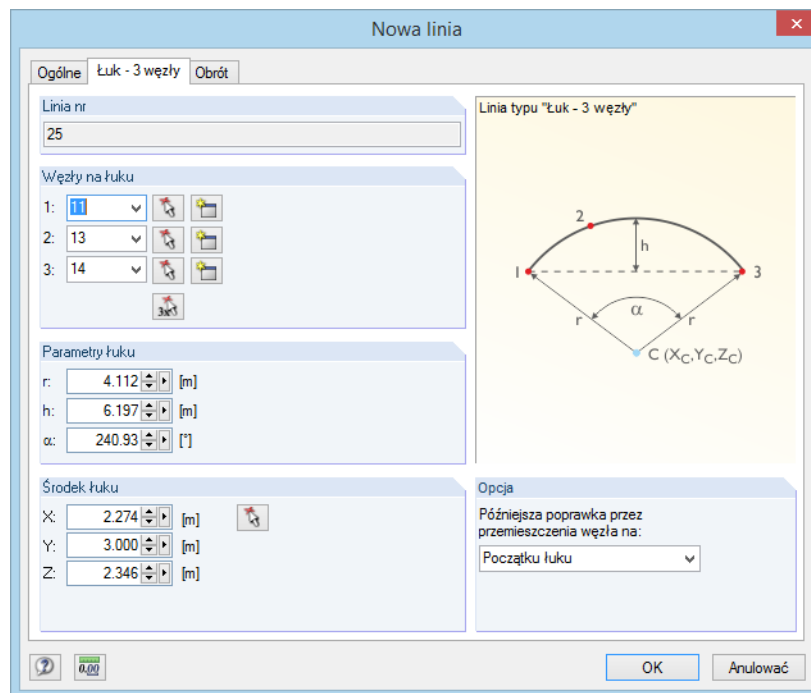 Nowa linia
Ogólne Łuk - 3 węzły Obrót
Linia nr
25
Węzły na łuku
1: 11
2: 13
3: 14
3x
Parametry łuku
r: 4.112 [m]
h: 6.197 [m]
α: 240.93 [°]
Środek łuku
X: 2.274 [m]
Y: 3.000 [m]
Z: 2.346 [m]
Linia typu "Łuk - 3 węzły"
2
h
1 3
α
r r
C (XC,YC,ZC)
Opcja
Późniejsza poprawka przez
przemieszczenia węzła na:
Początku łuku
0.00
OK Anulować